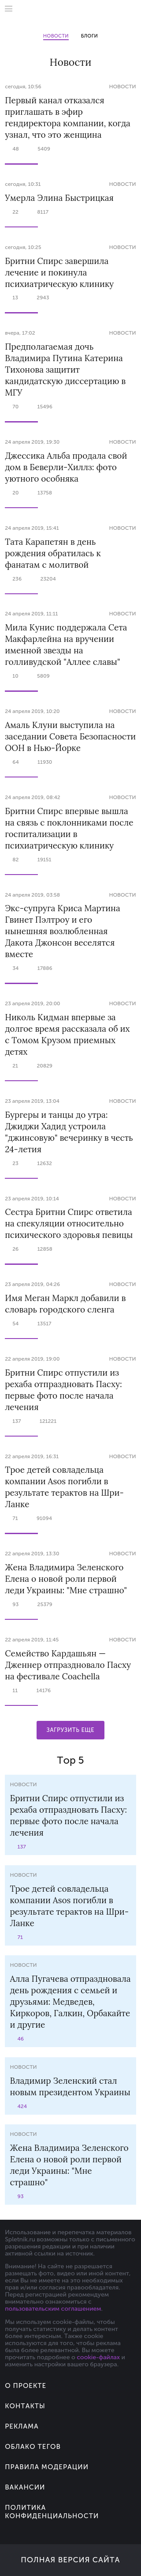 НОВОСТИ
БЛОГИ
Новости
сегодня, 10:56
НОВОСТИ
Первый канал отказался
приглашать в эфир
гендиректора компании, когда
узнал, что это женщина
48
5409
сегодня, 10:31
НОВОСТИ
Умерла Элина Быстрицкая
22
8117
сегодня, 10:25
НОВОСТИ
Бритни Спирс завершила
лечение и покинула
психиатрическую клинику
13
2943
вчера, 17:02
НОВОСТИ
Предполагаемая дочь
Владимира Путина Катерина
Тихонова защитит
кандидатскую диссертацию в
МГУ
70
15496
24 апреля 2019, 18:30
НОВОСТИ
Джессика Альба продала свой
дом в Беверли-Хиллз: фото
уютного особняка
20
13756
24 апреля 2019, 15:41
НОВОСТИ
Тата Карапетян в день
рождения обратилась к
фанатам с молитвой
236
23204
24 апреля 2019, 11:11
НОВОСТИ
Мила Кунис поддержала Сета
Макфарлейна на вручении
именной звезды на
голливудской "Аллее славы"
10
5809
24 апреля 2019, 10:20
НОВОСТИ
Амаль Клуни выступила на
заседании Совета Безопасности
ООН в Нью-Йорке
64
11930
24 апреля 2019, 08:42
НОВОСТИ
Бритни Спирс впервые вышла
на связь с поклонниками после
госпитализации в
психиатрическую клинику
82
19151
24 апреля 2019, 03:58
НОВОСТИ
Экс-супруга Криса Мартина
Гвинет Пэлтроу и его
нынешняя возлюбленная
Дакота Джонсон веселятся
вместе
34
17886
23 апреля 2019, 20:00
НОВОСТИ
Николь Кидман впервые за
долгое время рассказала об их
с Томом Крузом приемных
детях
21
20829
23 апреля 2019, 13:04
НОВОСТИ
Бургеры и танцы до утра:
Джиджи Хадид устроила
"джинсовую" вечеринку в честь
24-летия
23
12632
23 апреля 2019, 10:14
НОВОСТИ
Сестра Бритни Спирс ответила
на спекуляции относительно
психического здоровья певицы
26
12858
23 апреля 2019, 04:26
НОВОСТИ
Имя Меган Маркл добавили в
словарь городского сленга
54
13517
22 апреля 2019, 19:00
НОВОСТИ
Бритни Спирс отпустили из
рехаба отпраздновать Пасху:
первые фото после начала
лечения
137
121221
22 апреля 2019, 16:31
НОВОСТИ
Трое детей совладельца
компании Asos погибли в
результате терактов на Шри-
Ланке
71
91094
22 апреля 2019, 13:30
НОВОСТИ
Жена Владимира Зеленского
Елена о новой роли первой
леди Украины: "Мне страшно"
93
25379
22 апреля 2019, 11:45
НОВОСТИ
Семейство Кардашьян —
Дженнер отпраздновало Пасху
на фестивале Coachella
11
14176
ЗАГРУЗИТЬ ЕЩЕ
Top 5
НОВОСТИ
Бритни Спирс отпустили из
рехаба отпраздновать Пасху:
первые фото после начала
лечения
137
НОВОСТИ
Трое детей совладельца
компании Asos погибли в
результате терактов на Шри-
Ланке
71
НОВОСТИ
Алла Пугачева отпраздновала
день рождения с семьей и
друзьями: Медведев,
Киркоров, Галкин, Орбакайте
и другие
46
НОВОСТИ
Владимир Зеленский стал
новым президентом Украины
424
НОВОСТИ
Жена Владимира Зеленского
Елена о новой роли первой
леди Украины: "Мне
страшно"
93
Использование и перепечатка материалов
Spletnik.ru возможны только с письменного
разрешения редакции и при наличии
активной ссылки на источник.
Внимание! На сайте не разрешается
размещать фото, видео или иной контент,
если Вы не имеете на это необходимых
прав и/или согласия правообладателя.
Перед регистрацией рекомендуем
внимательно ознакомиться с
пользовательским соглашением.
Мы используем cookie-файлы, чтобы
получить статистику и делать контент
более интересным. Также cookie
используются для того, чтобы реклама
была более релевантной. Вы можете
прочитать подробнее о cookie-файлах и
изменить настройки вашего браузера.
О ПРОЕКТЕ
КОНТАКТЫ
РЕКЛАМА
ОБЛАКО ТЕГОВ
ПРАВИЛА МОДЕРАЦИИ
ВАКАНСИИ
ПОЛИТИКА
КОНФИДЕНЦИАЛЬНОСТИ
ПОЛНАЯ ВЕРСИЯ САЙТА